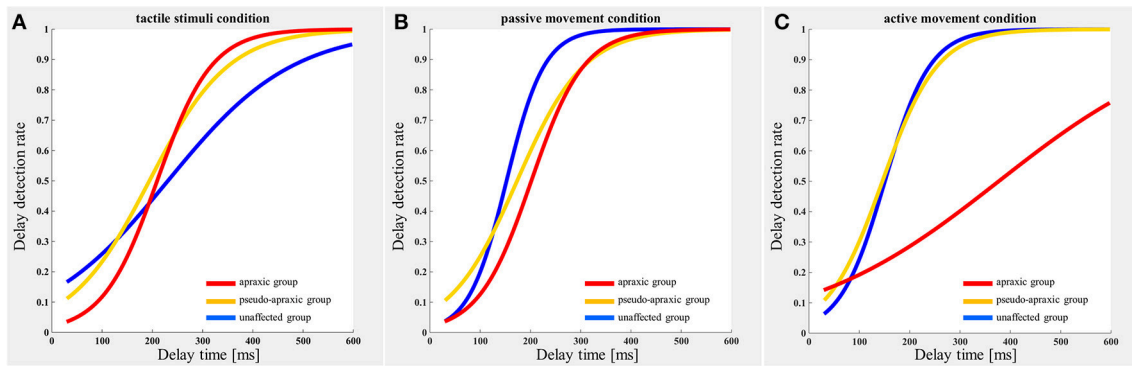 A
tactile stimuli condition
Delay detection rate
1
0.9
0.8
0.7
0.6
0.5
0.4
0.3
0.2
0.1
0
0 100 200 300 400 500 600
Delay time [ms]
apraxic group
pseudo-apraxic group
unaffected group
B
passive movement condition
Delay detection rate
1
0.9
0.8
0.7
0.6
0.5
0.4
0.3
0.2
0.1
0
0 100 200 300 400 500 600
Delay time [ms]
apraxic group
pseudo-apraxic group
unaffected group
C
active movement condition
Delay detection rate
1
0.9
0.8
0.7
0.6
0.5
0.4
0.3
0.2
0.1
0
0 100 200 300 400 500 600
Delay time [ms]
apraxic group
pseudo-apraxic group
unaffected group